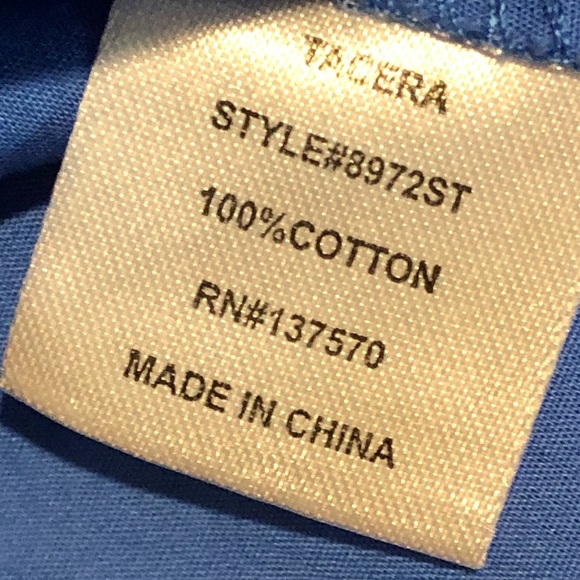 TACERA
STYLE#8972ST
100%COTTON
RN#137570
MADE IN CHINA